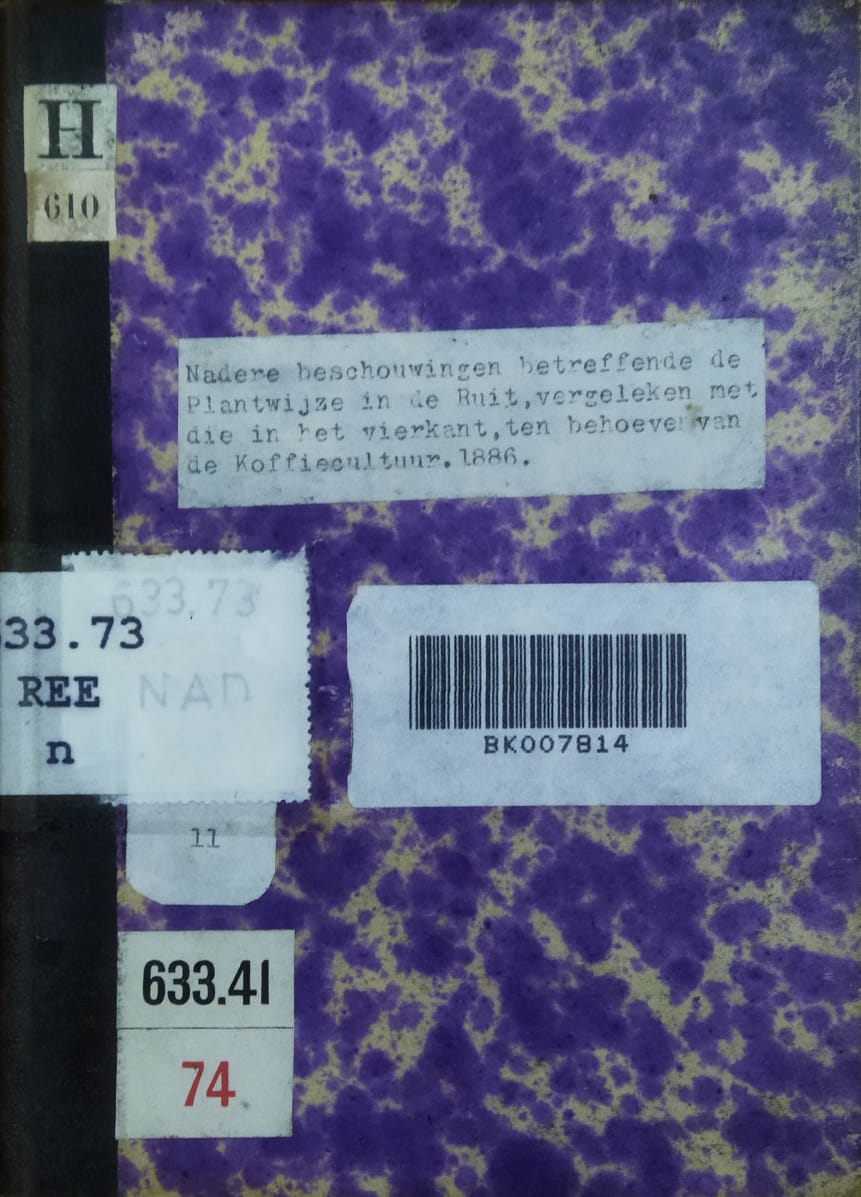 H
610
Nadere beschouwingen betreffende de
Plantwijze in de Ruit,vergeleken met
die in het vierkant,ten behoeve van
de Koffiecultuur.1886.
633.73
NAD
33.73
REE
n
BK007814
11
633.41
74